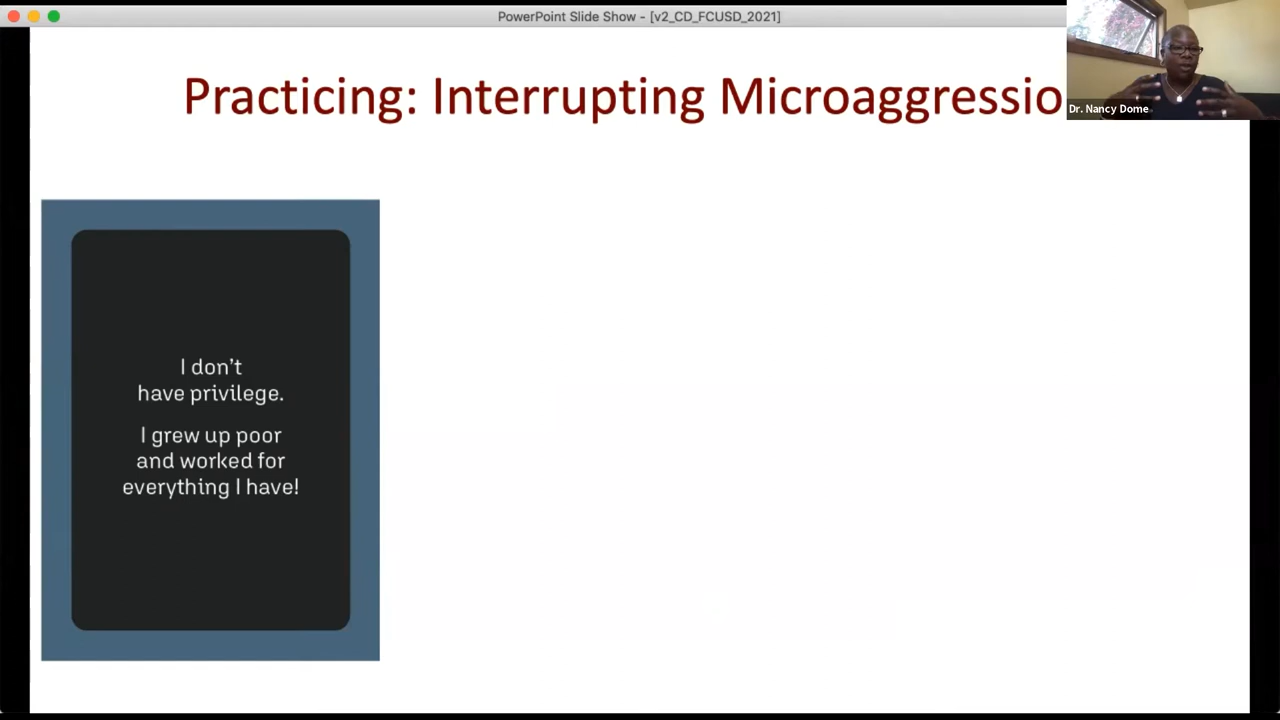 PowerPoint Slide Show - [v2_CD_FCUSD_2021]
Practicing: Interrupting Microaggressio
Dr. Nancy Dome
I don't
have privilege.
I grew up poor
and worked for
everything I have!